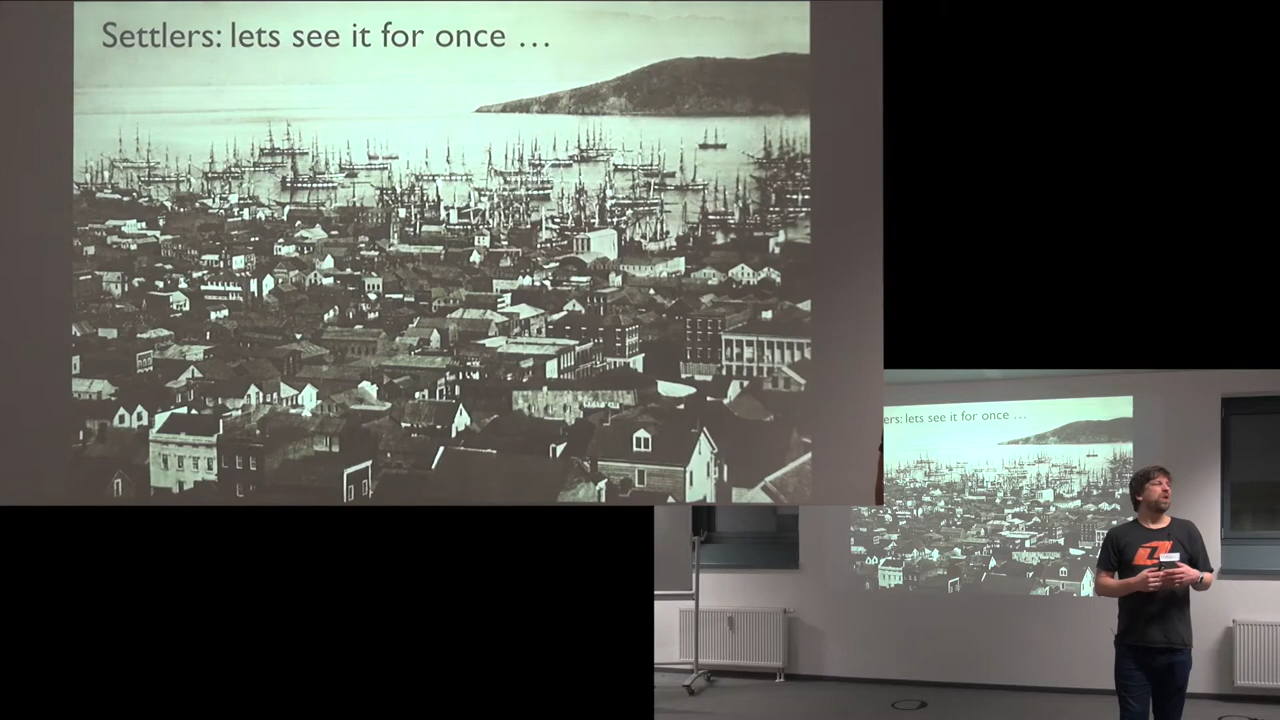 Settlers: lets see it for once …
ers: lets see it for once …